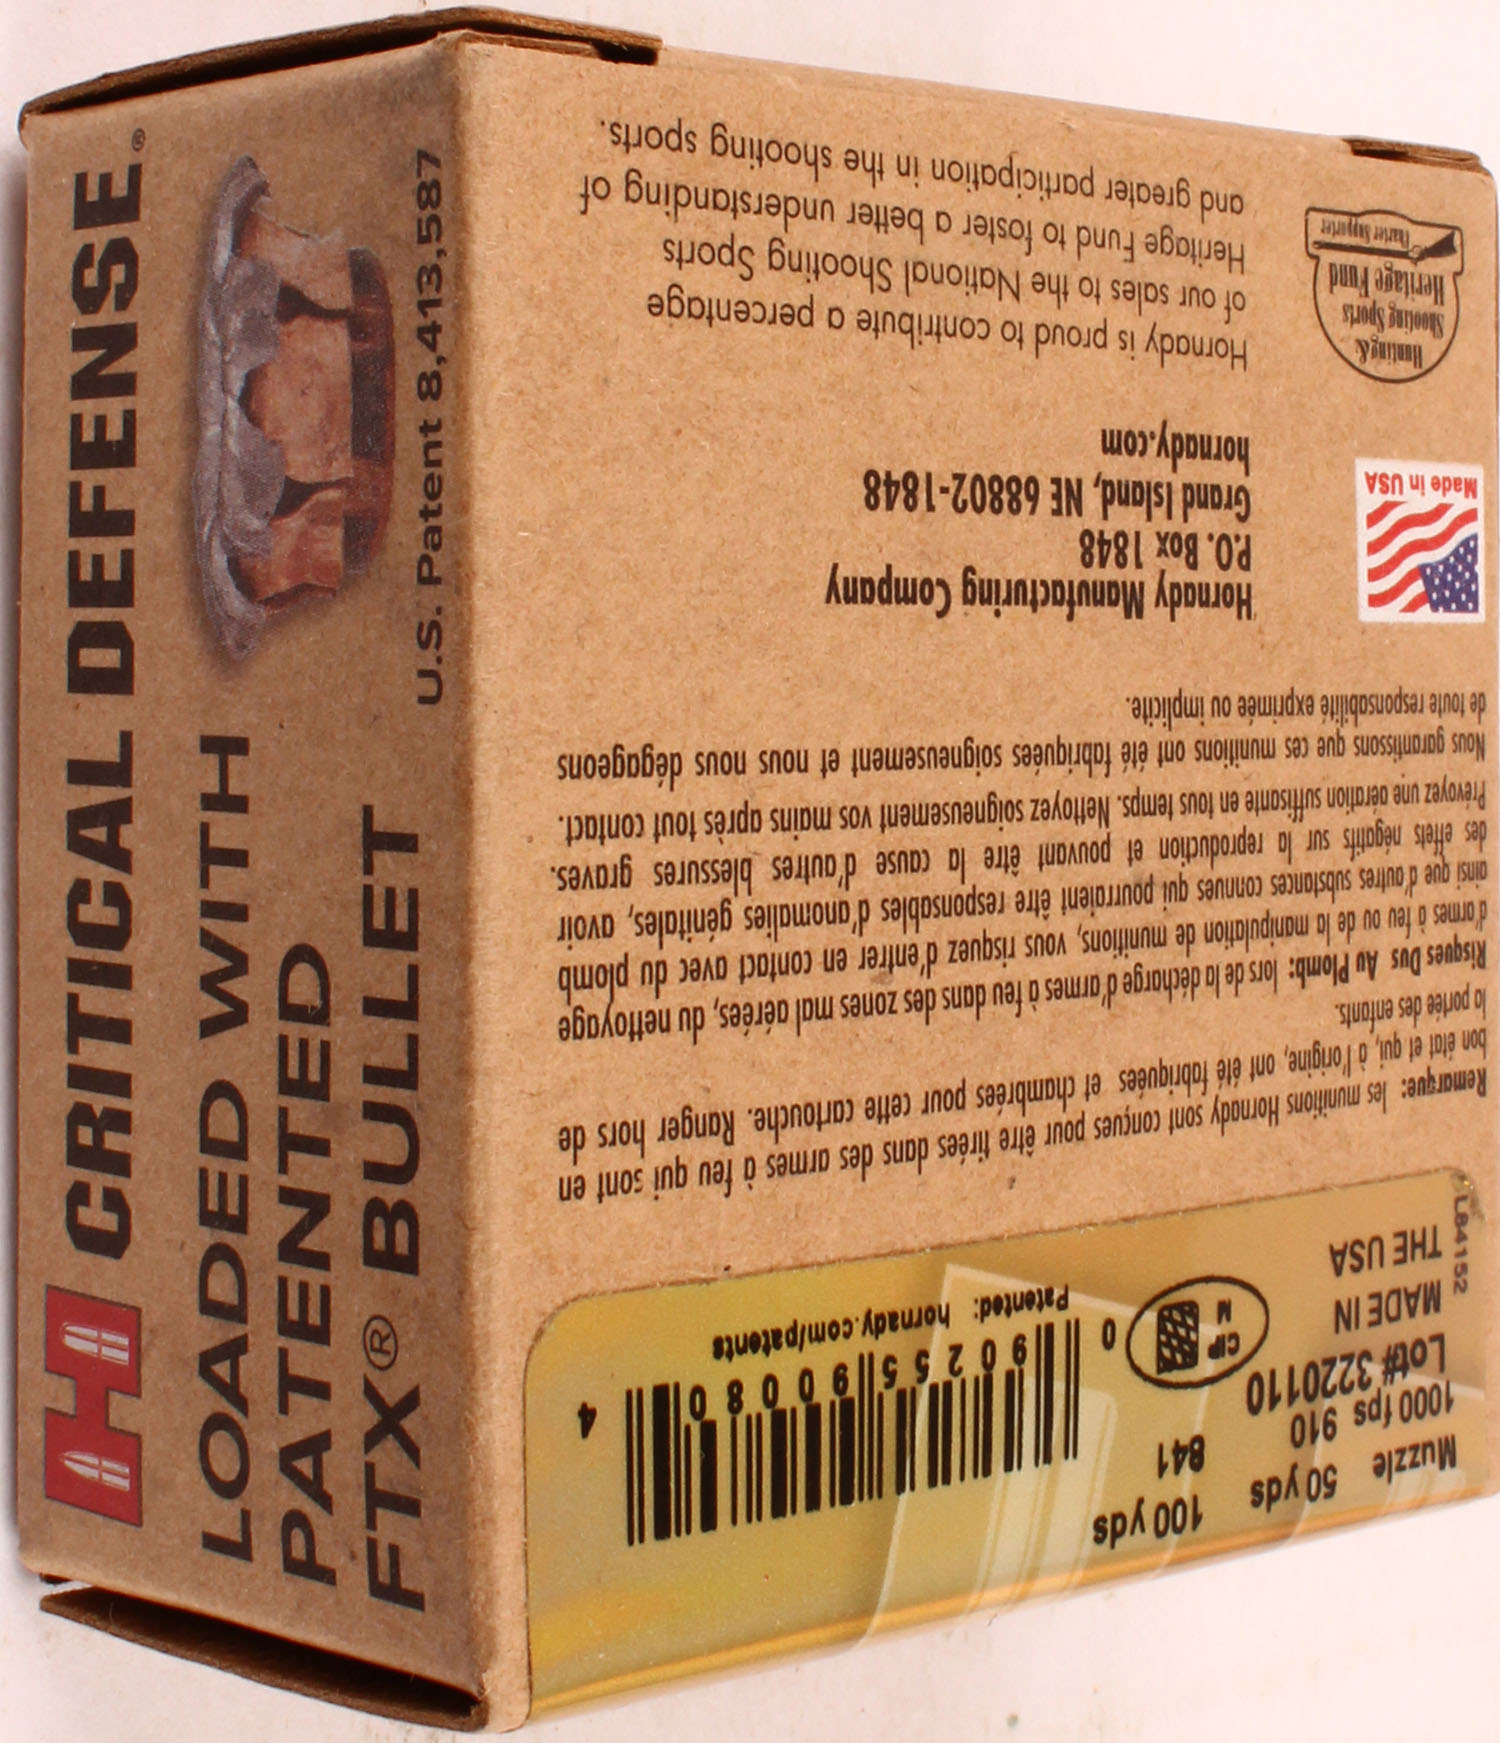 CRITICAL DEFENSE®
LOADED WITH
PATENTED
FTX® BULLET
U.S. Patent 8,413,587
Muzzle 50 yds 100 yds
1000 fps 910 841
Lot# 3220110
MADE IN
THE USA
L84152
CIP
M
0 90255 90080 4
Patented: hornady.com/patents
Remarque: les munitions Hornady sont conçues pour être tirées dans des armes à feu qui sont en
bon état et qui, à l'origine, ont été fabriquées et chambrées pour cette cartouche. Ranger hors de
la portée des enfants.
Risques Dus Au Plomb: lors de la décharge d'armes à feu dans des zones mal aérées, du nettoyage
d'armes à feu ou de la manipulation de munitions, vous risquez d'entrer en contact avec du plomb
ainsi que d'autres substances connues qui pourraient être responsables d'anomalies génitales, avoir
des effets négatifs sur la reproduction et pouvant être la cause d'autres blessures graves.
Prévoyez une aération suffisante en tous temps. Nettoyez soigneusement vos mains après tout contact.
Nous garantissons que ces munitions ont été fabriquées soigneusement et nous nous dégageons
de toute responsabilité exprimée ou implicite.
Hornady Manufacturing Company
P.O. Box 1848
Grand Island, NE 68802-1848
hornady.com
Made in USA
Hornady is proud to contribute a percentage
of our sales to the National Shooting Sports
Heritage Fund to foster a better understanding of
and greater participation in the shooting sports.
Hunting &
Shooting Sports
Heritage Fund
Charter Supporter